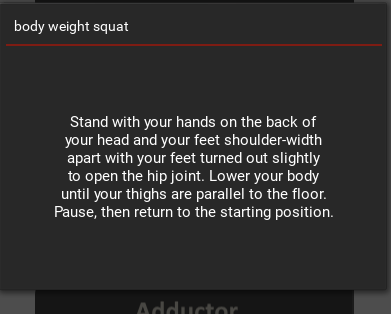 body weight squat
Stand with your hands on the back of
your head and your feet shoulder-width
apart with your feet turned out slightly
to open the hip joint. Lower your body
until your thighs are parallel to the floor.
Pause, then return to the starting position.
Adductor